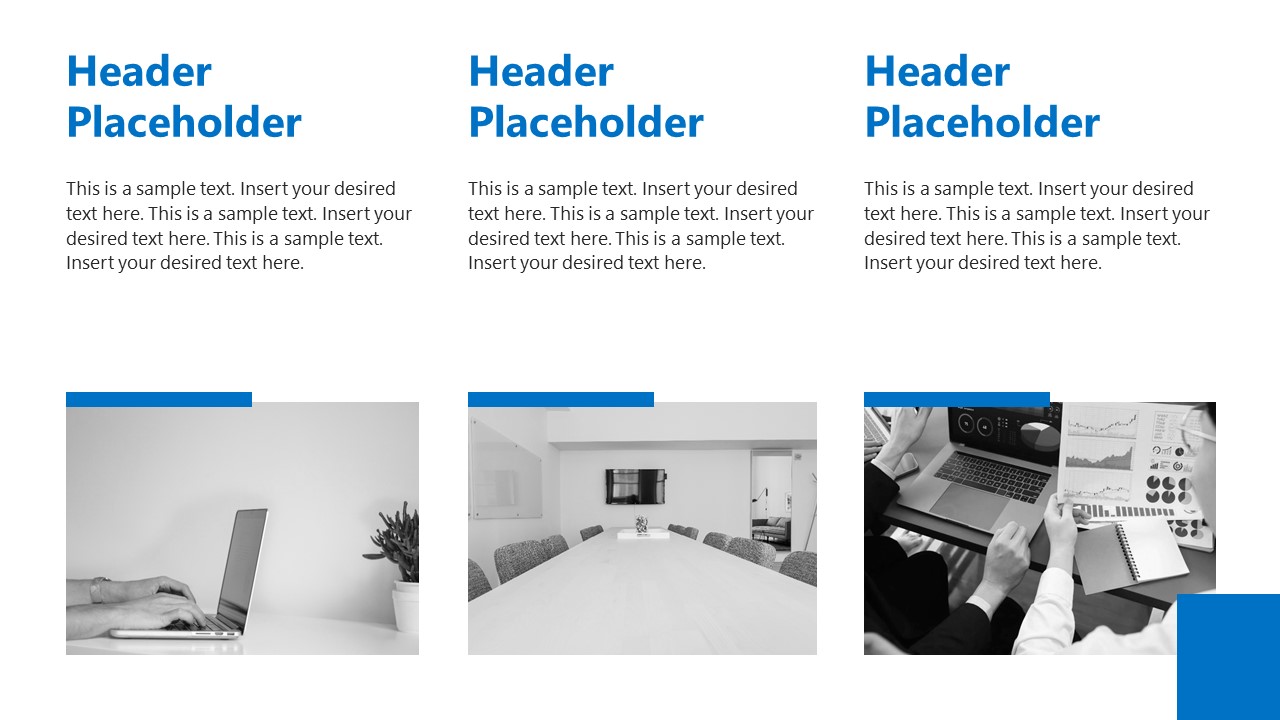 Header
Placeholder
This is a sample text. Insert your desired
text here. This is a sample text. Insert your
desired text here. This is a sample text.
Insert your desired text here.
Header
Placeholder
This is a sample text. Insert your desired
text here. This is a sample text. Insert your
desired text here. This is a sample text.
Insert your desired text here.
Header
Placeholder
This is a sample text. Insert your desired
text here. This is a sample text. Insert your
desired text here. This is a sample text.
Insert your desired text here.